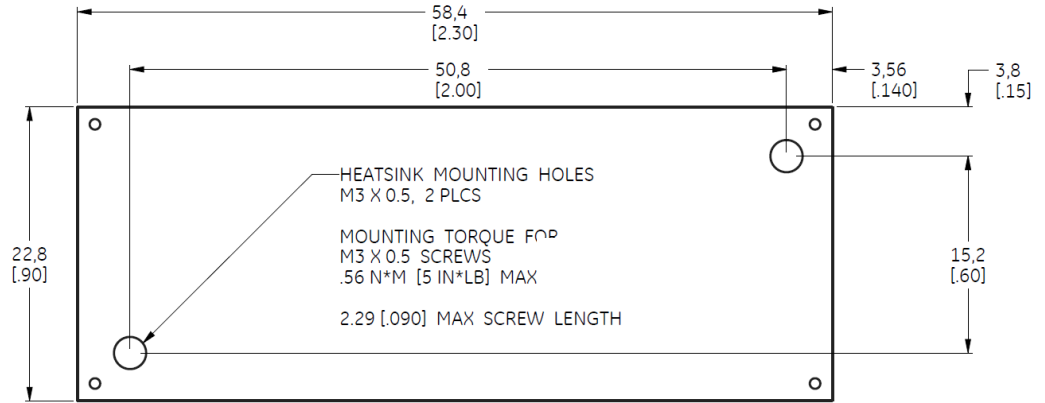 58,4
[2.30]
50,8
[2.00]
3,56
[.140]
3,8
[.15]
HEATSINK MOUNTING HOLES
M3 X 0.5, 2 PLCS
MOUNTING TORQUE FOR
M3 X 0.5 SCREWS
.56 N*M [5 IN*LB] MAX
2.29 [.090] MAX SCREW LENGTH
22,8
[.90]
15,2
[.60]